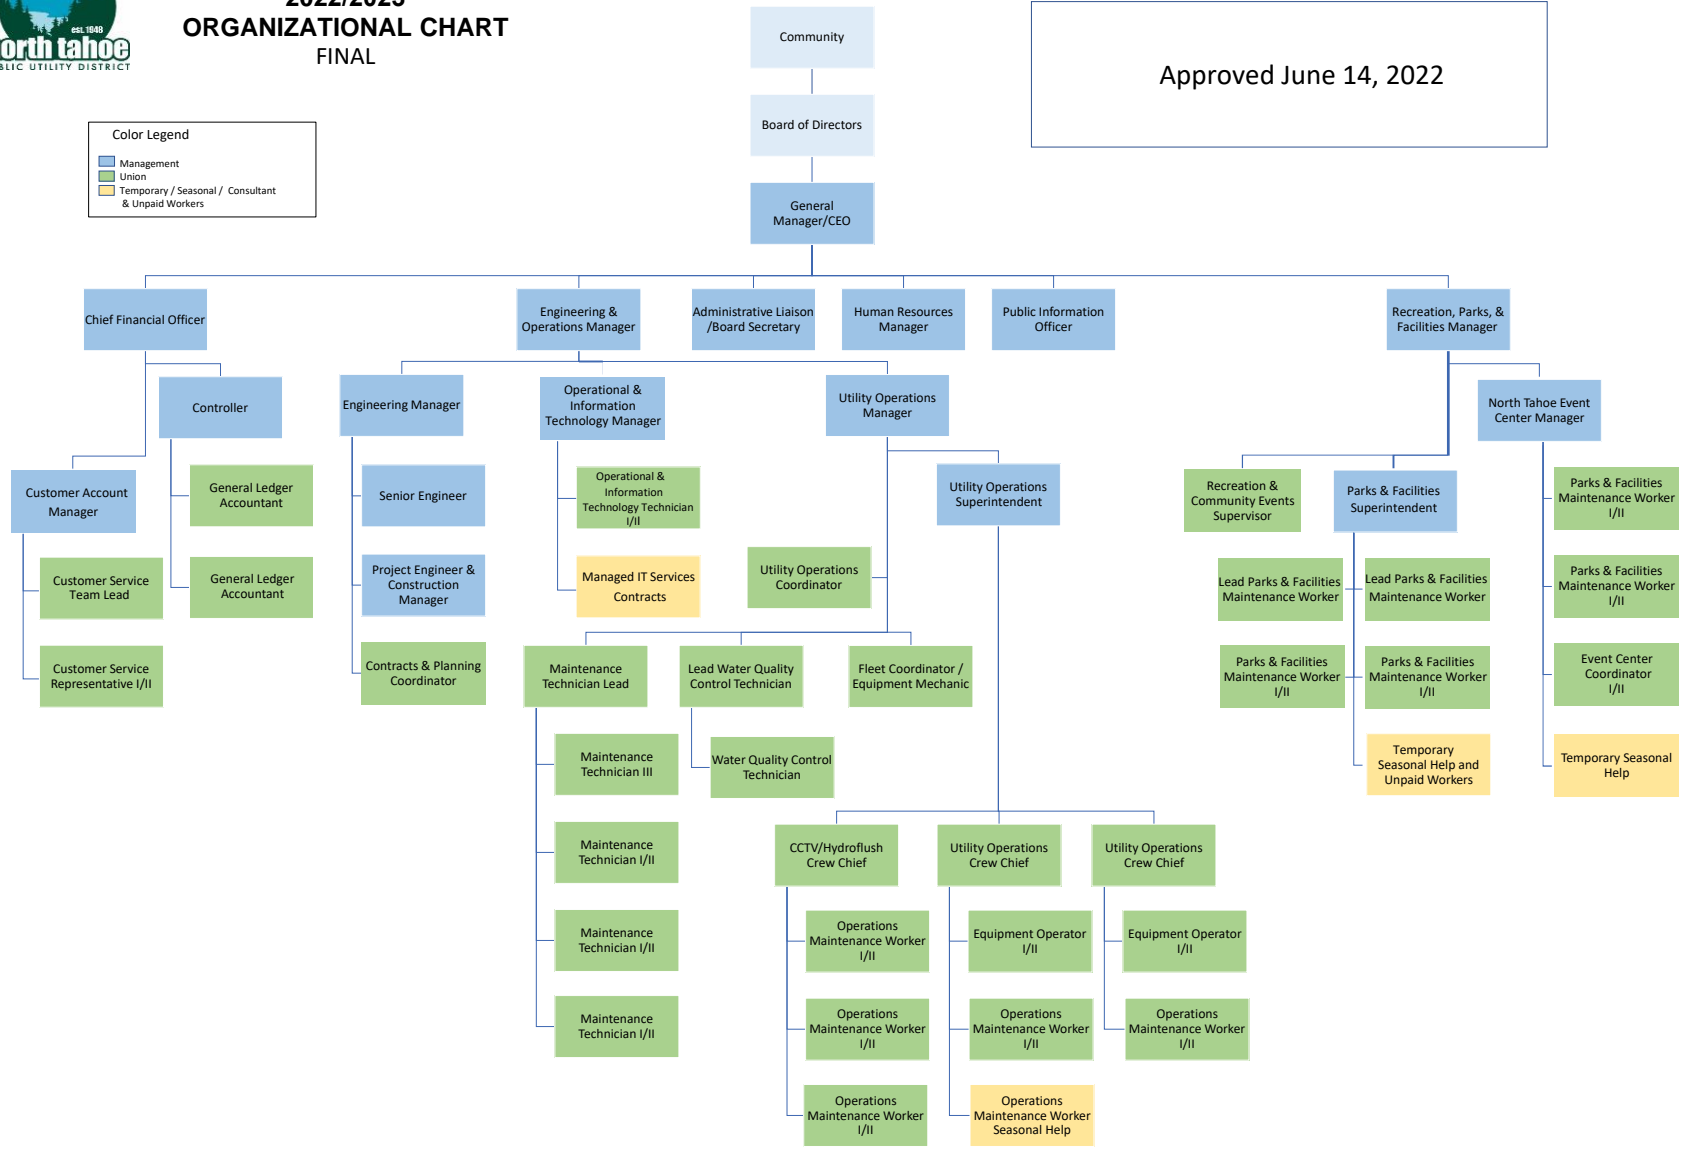 2022/2023
ORGANIZATIONAL CHART
FINAL
est. 1948
north tahoe
PUBLIC UTILITY DISTRICT
Approved June 14, 2022
Color Legend
Management
Union
Temporary / Seasonal / Consultant
& Unpaid Workers
Community
Board of Directors
General
Manager/CEO
Chief Financial Officer
Engineering &
Operations Manager
Administrative Liaison
/Board Secretary
Human Resources
Manager
Public Information
Officer
Recreation, Parks, &
Facilities Manager
Controller
Engineering Manager
Operational &
Information
Technology Manager
Utility Operations
Manager
North Tahoe Event
Center Manager
Customer Account
Manager
General Ledger
Accountant
Senior Engineer
Operational &
Information
Technology Technician
I/II
Utility Operations
Superintendent
Recreation &
Community Events
Supervisor
Parks & Facilities
Superintendent
Parks & Facilities
Maintenance Worker
I/II
Customer Service
Team Lead
General Ledger
Accountant
Project Engineer &
Construction
Manager
Managed IT Services
Contracts
Utility Operations
Coordinator
Lead Parks & Facilities
Maintenance Worker
Lead Parks & Facilities
Maintenance Worker
Parks & Facilities
Maintenance Worker
I/II
Customer Service
Representative I/II
Contracts & Planning
Coordinator
Maintenance
Technician Lead
Lead Water Quality
Control Technician
Fleet Coordinator /
Equipment Mechanic
Parks & Facilities
Maintenance Worker
I/II
Parks & Facilities
Maintenance Worker
I/II
Event Center
Coordinator
I/II
Maintenance
Technician III
Water Quality Control
Technician
Temporary
Seasonal Help and
Unpaid Workers
Temporary Seasonal
Help
Maintenance
Technician I/II
CCTV/Hydroflush
Crew Chief
Utility Operations
Crew Chief
Utility Operations
Crew Chief
Maintenance
Technician I/II
Operations
Maintenance Worker
I/II
Equipment Operator
I/II
Equipment Operator
I/II
Maintenance
Technician I/II
Operations
Maintenance Worker
I/II
Operations
Maintenance Worker
I/II
Operations
Maintenance Worker
I/II
Operations
Maintenance Worker
I/II
Operations
Maintenance Worker
Seasonal Help